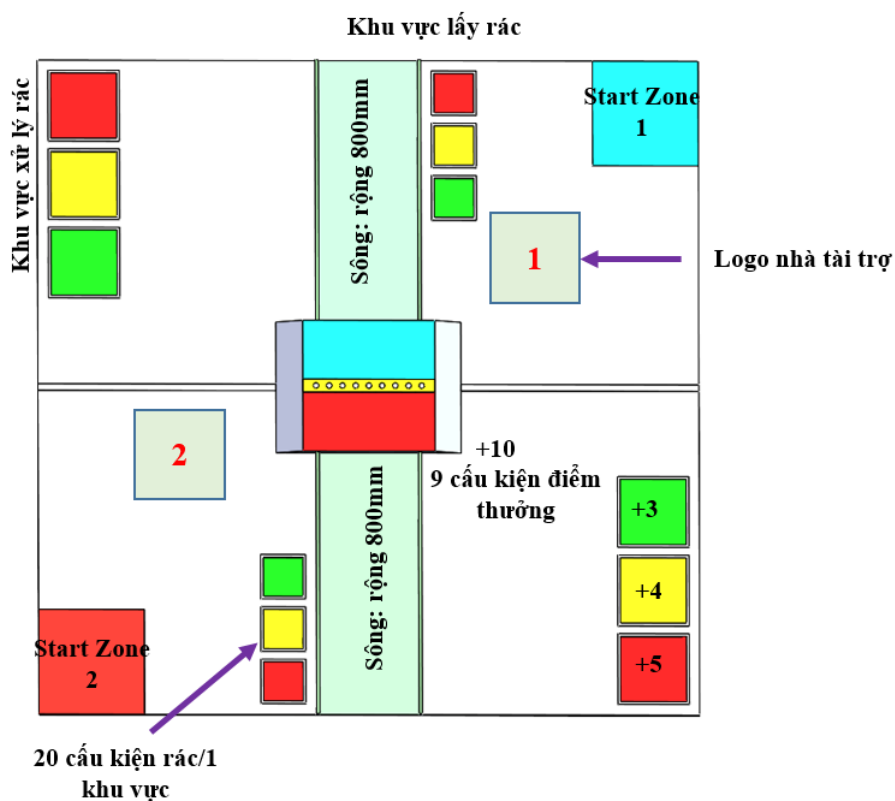 Khu vực lấy rác
Khu vực xử lý rác
Sông: rộng 800mm
Start Zone
1
1
Logo nhà tài trợ
2
+10
9 cấu kiện điểm
thưởng
+3
+4
+5
Sông: rộng 800mm
Start Zone
2
20 cấu kiện rác/1
khu vực